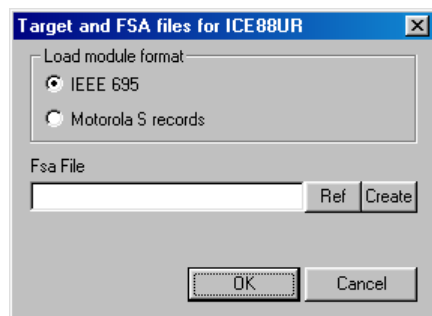 Target and FSA files for ICE88UR
Load module format
IEEE 695
Motorola S records
Fsa File
Ref Create
OK Cancel